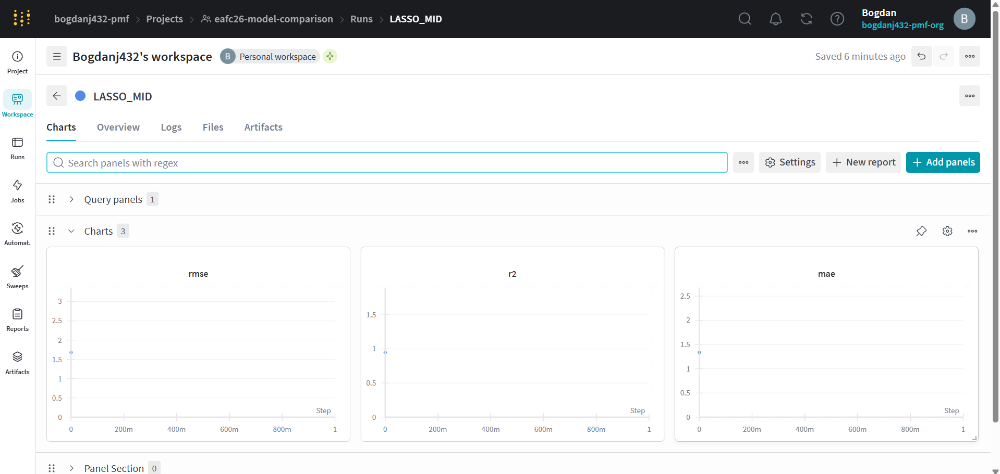 bogdanj432-pmf > Projects > eafc26-model-comparison > Runs > LASSO_MID
Bogdan
bogdanj432-pmf-org
B
Project
Workspace
Runs
Jobs
Automat.
Sweeps
Reports
Artifacts
Bogdanj432's workspace B Personal workspace
Saved 6 minutes ago
LASSO_MID
Charts Overview Logs Files Artifacts
Search panels with regex
Settings
New report
Add panels
Query panels 1
Charts 3
rmse
3
2.5
2
1.5
1
0.5
0
Step
0 200m 400m 600m 800m 1
r2
1.5
1
0.5
0
Step
0 200m 400m 600m 800m 1
mae
2.5
2
1.5
1
0.5
0
Step
0 200m 400m 600m 800m 1
Panel Section 0